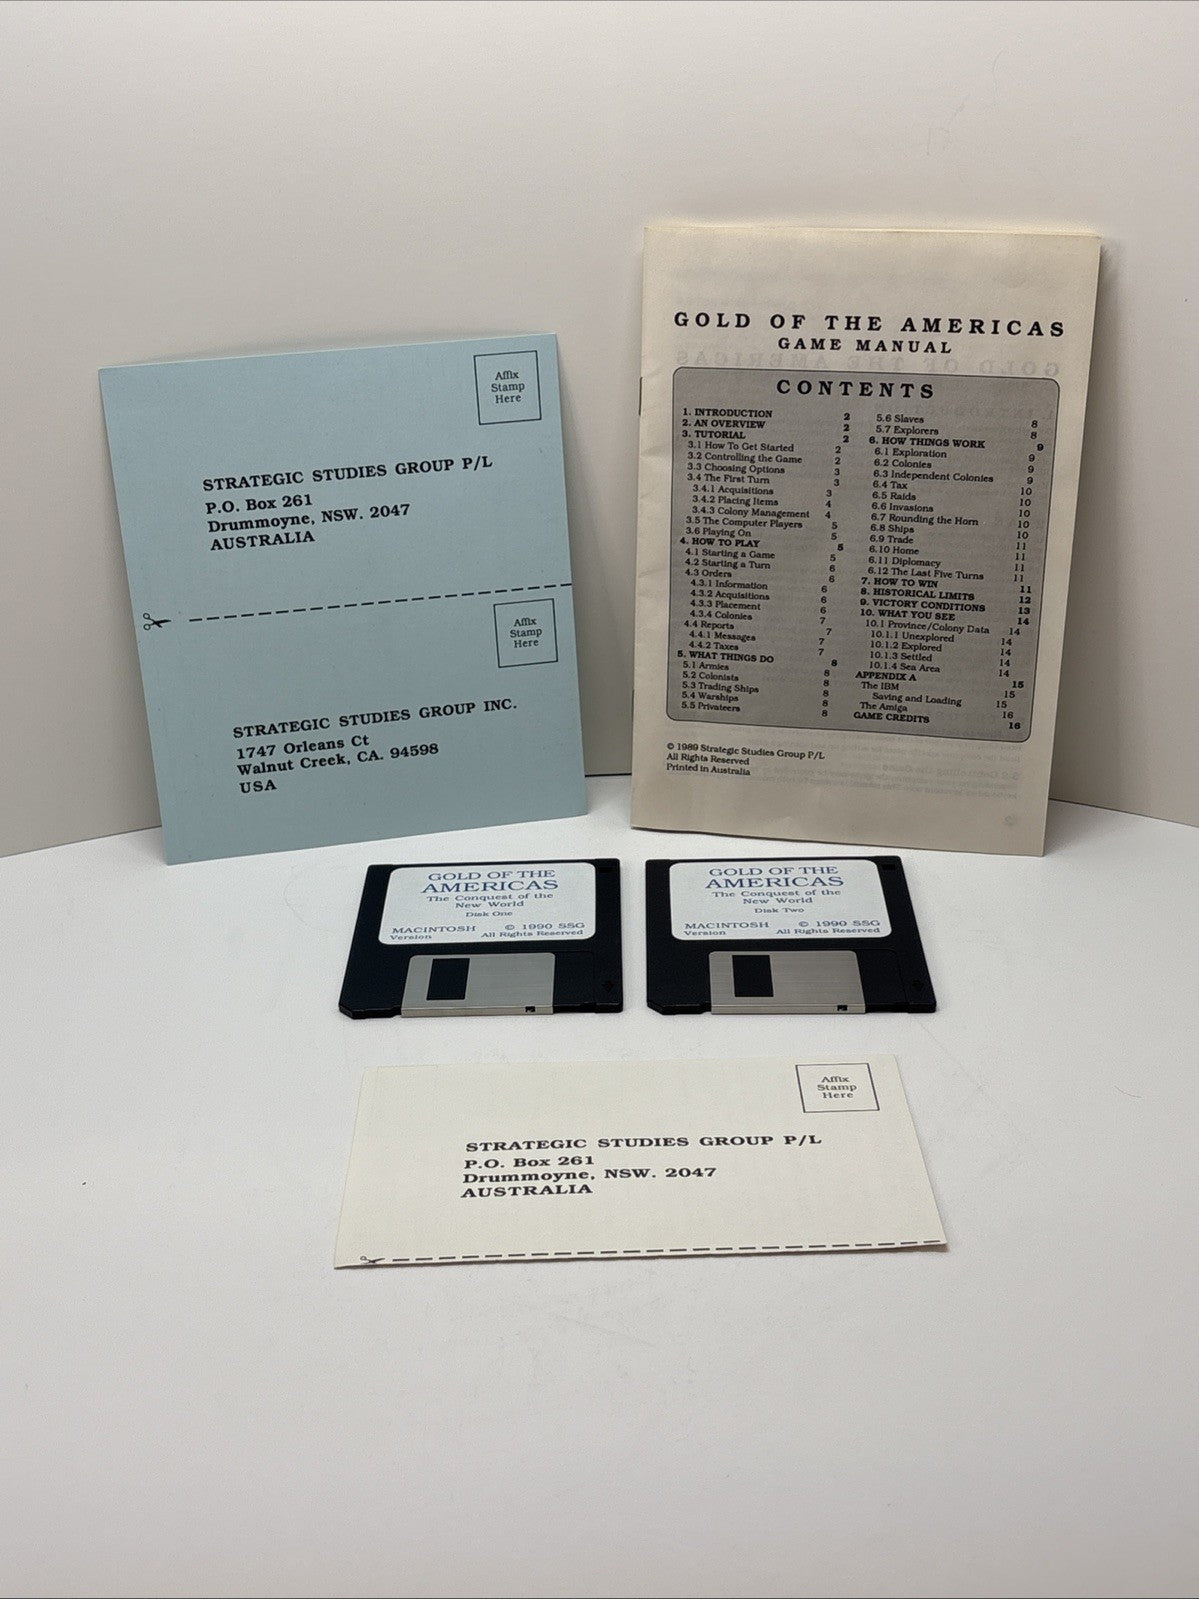 Affix
Stamp
Here
STRATEGIC STUDIES GROUP P/L
P.O. Box 261
Drummoyne, NSW. 2047
AUSTRALIA
Affix
Stamp
Here
STRATEGIC STUDIES GROUP INC.
1747 Orleans Ct
Walnut Creek, CA. 94598
USA
GOLD OF THE AMERICAS
GAME MANUAL
CONTENTS
1. INTRODUCTION 2
2. AN OVERVIEW 2
3. TUTORIAL 2
3.1 How To Get Started 2
3.2 Controlling the Game 2
3.3 Choosing Options 3
3.4 The First Turn 3
3.4.1 Acquisitions 3
3.4.2 Placing Items 4
3.4.3 Colony Management 4
3.5 The Computer Players 5
3.6 Playing On 5
4. HOW TO PLAY 5
4.1 Starting a Game 5
4.2 Starting a Turn 6
4.3 Orders 6
4.3.1 Information 6
4.3.2 Acquisitions 6
4.3.3 Placement 6
4.3.4 Colonies 7
4.4 Reports 7
4.4.1 Messages 7
4.4.2 Taxes 7
5. WHAT THINGS DO 8
5.1 Armies 8
5.2 Colonists 8
5.3 Trading Ships 8
5.4 Warships 8
5.5 Privateers 8
5.6 Slaves 8
5.7 Explorers 8
6. HOW THINGS WORK 9
6.1 Exploration 9
6.2 Colonies 9
6.3 Independent Colonies 9
6.4 Tax 10
6.5 Raids 10
6.6 Invasions 10
6.7 Rounding the Horn 10
6.8 Ships 10
6.9 Trade 11
6.10 Home 11
6.11 Diplomacy 11
6.12 The Last Five Turns 11
7. HOW TO WIN 11
8. HISTORICAL LIMITS 12
9. VICTORY CONDITIONS 13
10. WHAT YOU SEE 14
10.1 Province/Colony Data 14
10.1.1 Unexplored 14
10.1.2 Explored 14
10.1.3 Settled 14
10.1.4 Sea Area 14
APPENDIX A 15
The IBM 15
Saving and Loading 15
The Amiga 16
GAME CREDITS 16
© 1989 Strategic Studies Group P/L
All Rights Reserved
Printed in Australia
GOLD OF THE
AMERICAS
The Conquest of the
New World
Disk One
MACINTOSH © 1990 SSG
Version All Rights Reserved
GOLD OF THE
AMERICAS
The Conquest of the
New World
Disk Two
MACINTOSH © 1990 SSG
Version All Rights Reserved
Affix
Stamp
Here
STRATEGIC STUDIES GROUP P/L
P.O. Box 261
Drummoyne, NSW. 2047
AUSTRALIA